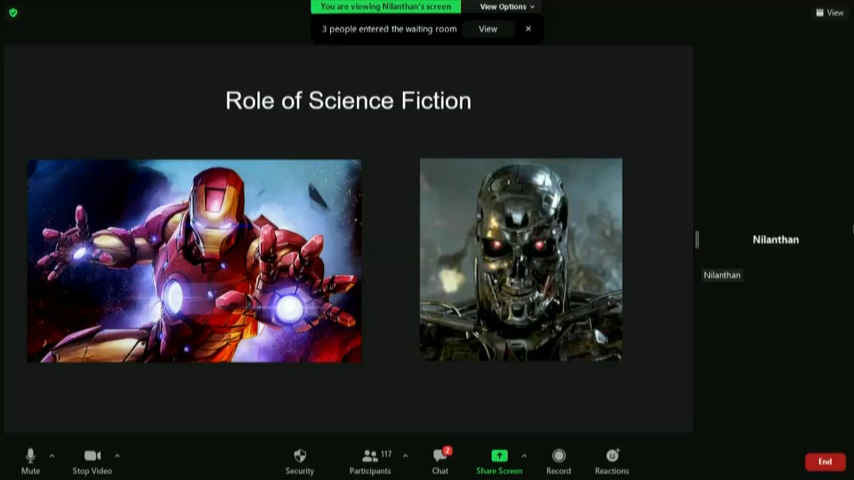 You are viewing Nilanthan's screen
View Options
View
3 people entered the waiting room
View
Role of Science Fiction
Nilanthan
Nilanthan
117
2
Mute
Stop Video
Security
Participants
Chat
Share Screen
Record
Reactions
End